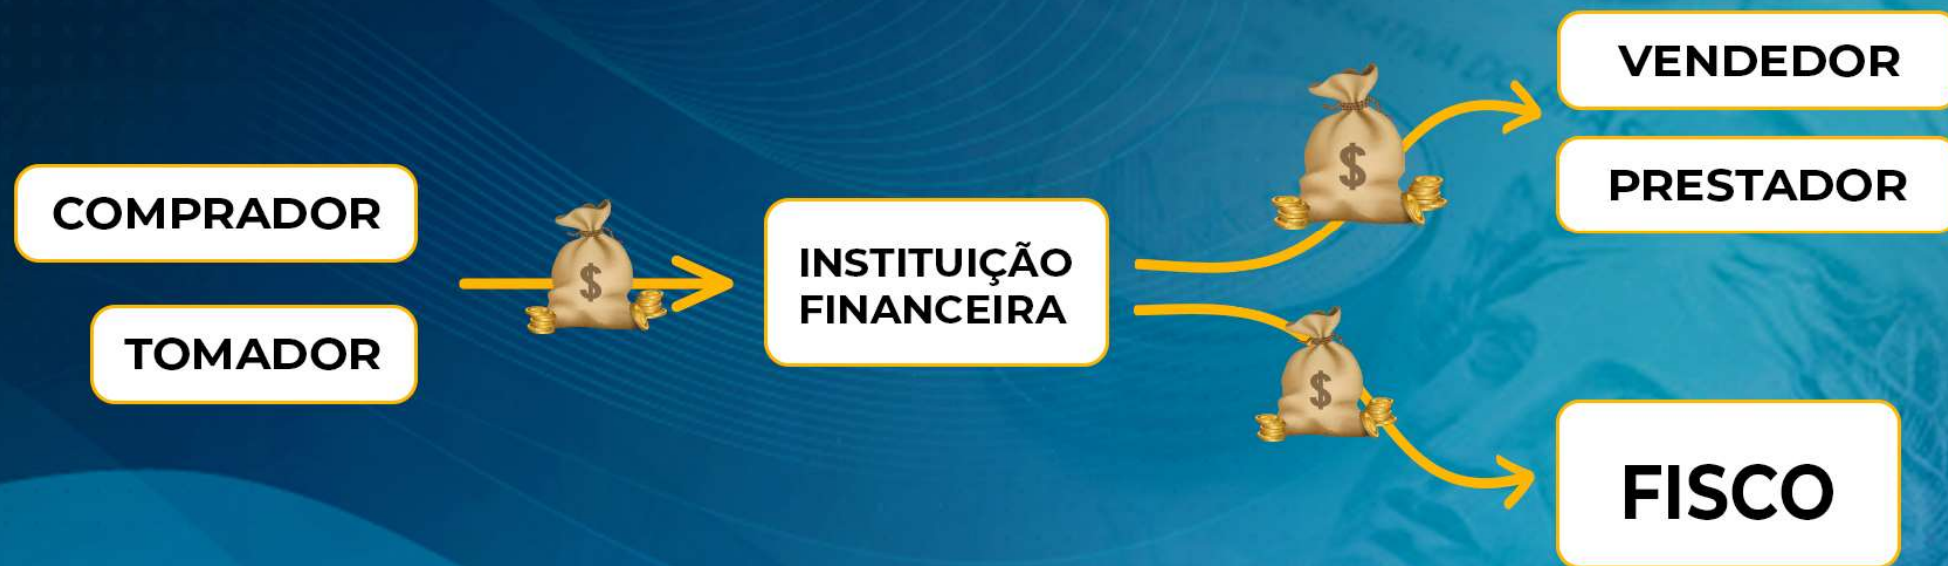 COMPRADOR
TOMADOR
$
INSTITUIÇÃO
FINANCEIRA
$
$
VENDEDOR
PRESTADOR
FISCO